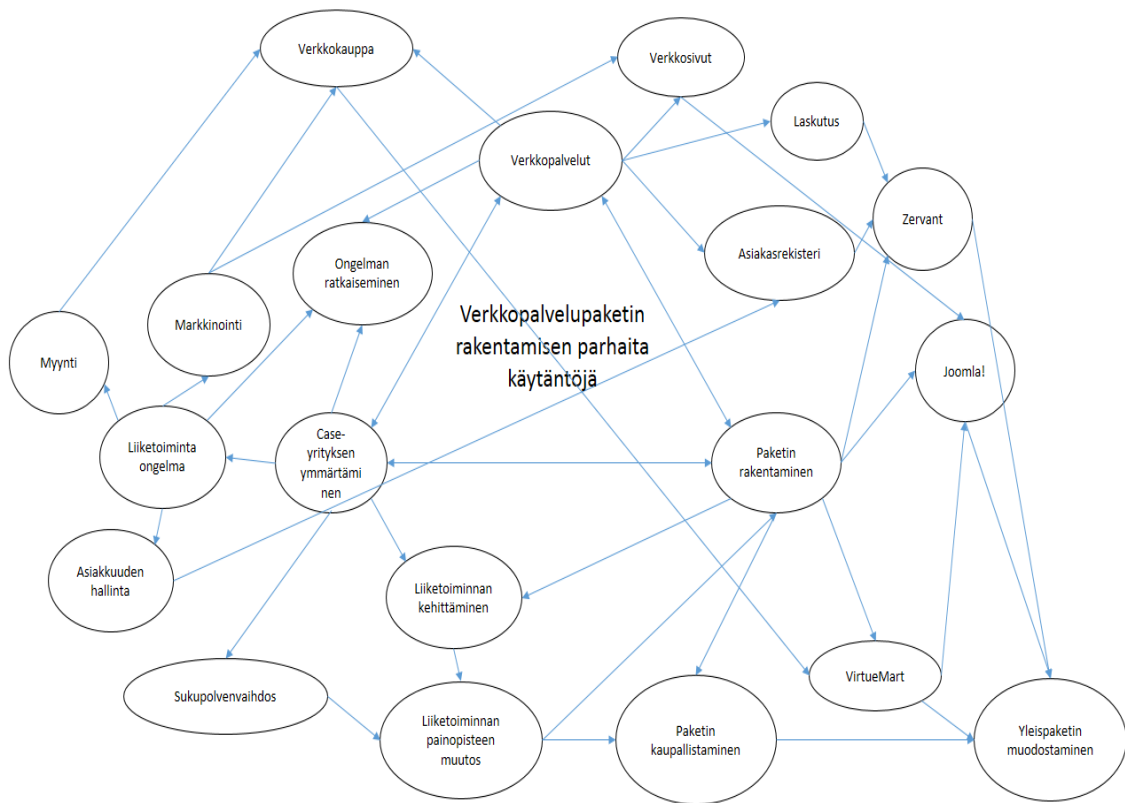 Verkkokauppa
Verkkosivut
Laskutus
Verkkopalvelut
Zervant
Asiakasrekisteri
Ongelman
ratkaiseminen
Markkinointi
Verkkopalvelupaketin
rakentamisen parhaita
käytäntöjä
Myynti
Joomla!
Liiketoiminta
ongelma
Case-
yrityksen
ymmärtämi
nen
Paketin
rakentaminen
Asiakkuuden
hallinta
Liiketoiminnan
kehittäminen
VirtueMart
Sukupolvenvaihdos
Liiketoiminnan
painopisteen
muutos
Paketin
kaupallistaminen
Yleispaketin
muodostaminen